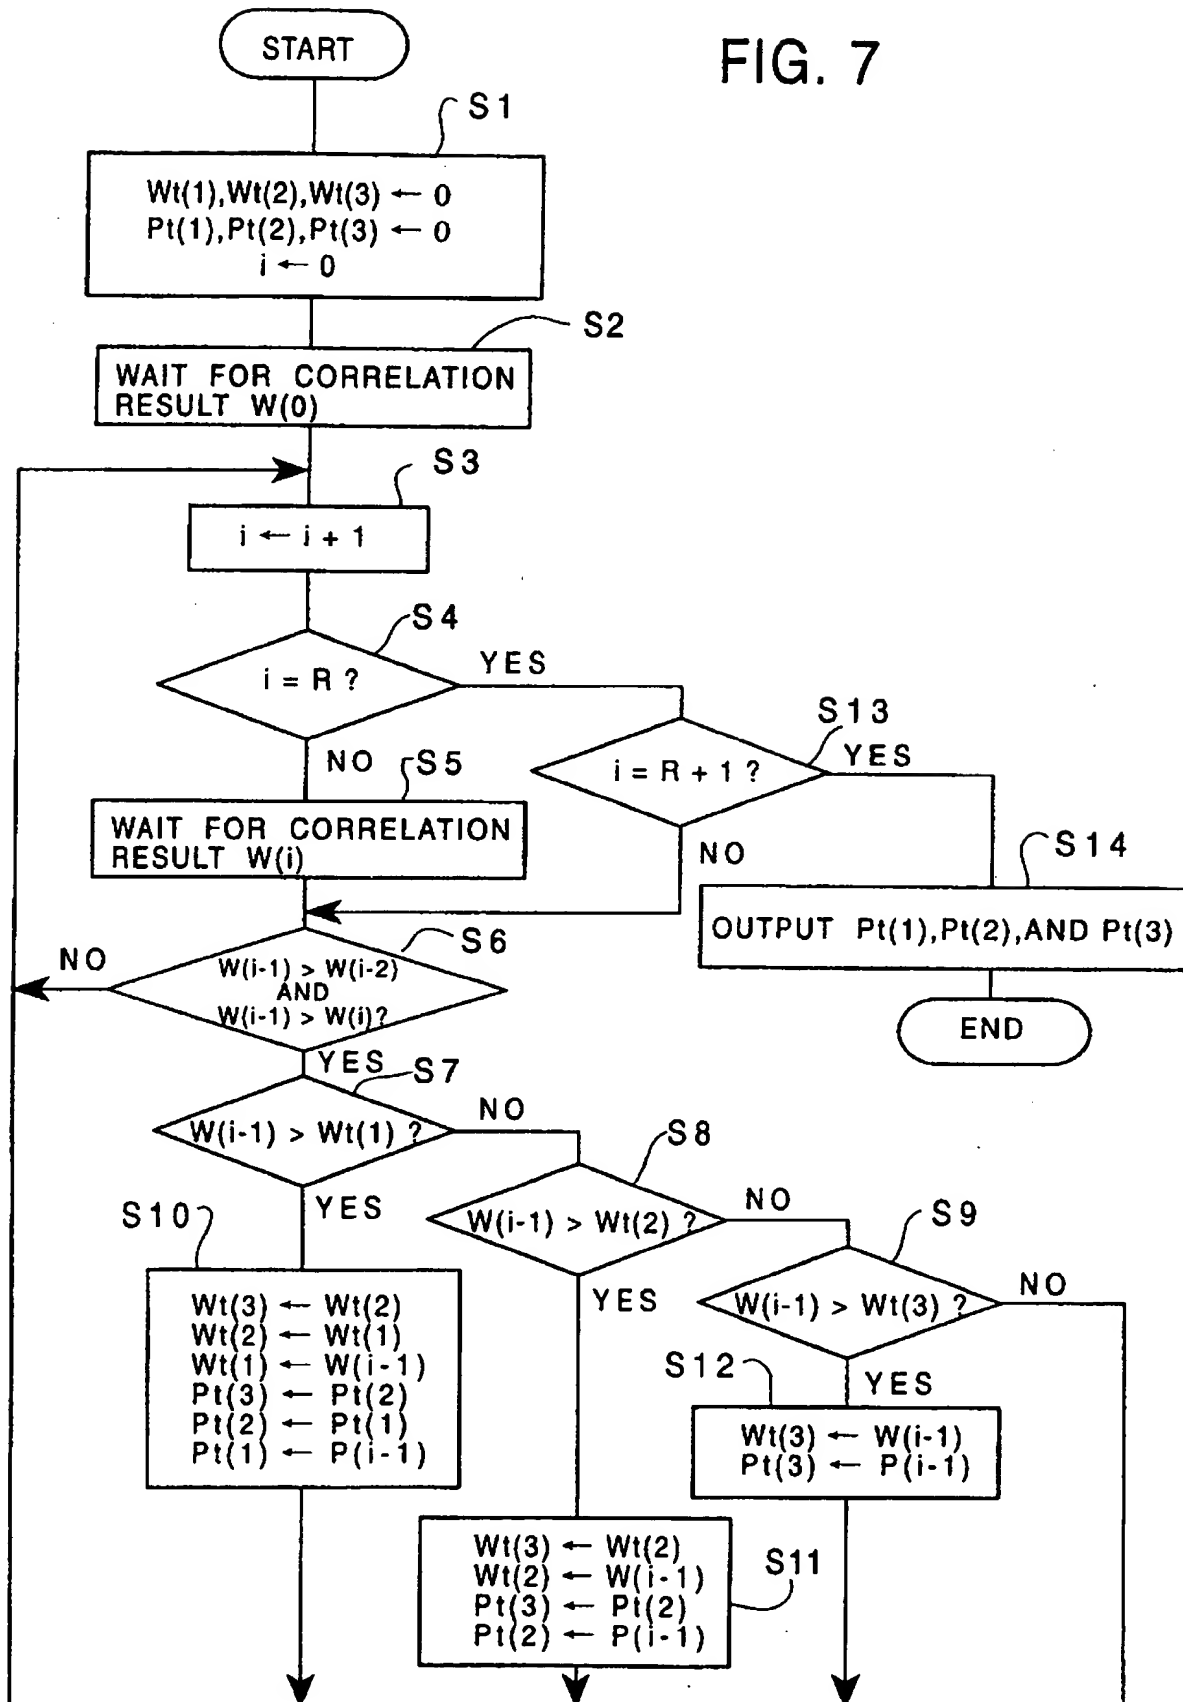 FIG. 7
START
S1
Wt(1),Wt(2),Wt(3) ← 0
Pt(1),Pt(2),Pt(3) ← 0
i ← 0
S2
WAIT FOR CORRELATION
RESULT W(0)
S3
i ← i + 1
S4
i = R ?
YES
NO
S13
i = R + 1 ?
YES
NO
S5
WAIT FOR CORRELATION
RESULT W(i)
S14
OUTPUT Pt(1),Pt(2),AND Pt(3)
END
S6
W(i-1) > W(i-2)
AND
W(i-1) > W(i)?
NO
YES
S7
W(i-1) > Wt(1) ?
NO
YES
S8
W(i-1) > Wt(2) ?
NO
YES
S9
W(i-1) > Wt(3) ?
NO
YES
S10
Wt(3) ← Wt(2)
Wt(2) ← Wt(1)
Wt(1) ← W(i-1)
Pt(3) ← Pt(2)
Pt(2) ← Pt(1)
Pt(1) ← P(i-1)
S12
Wt(3) ← W(i-1)
Pt(3) ← P(i-1)
S11
Wt(3) ← Wt(2)
Wt(2) ← W(i-1)
Pt(3) ← Pt(2)
Pt(2) ← P(i-1)